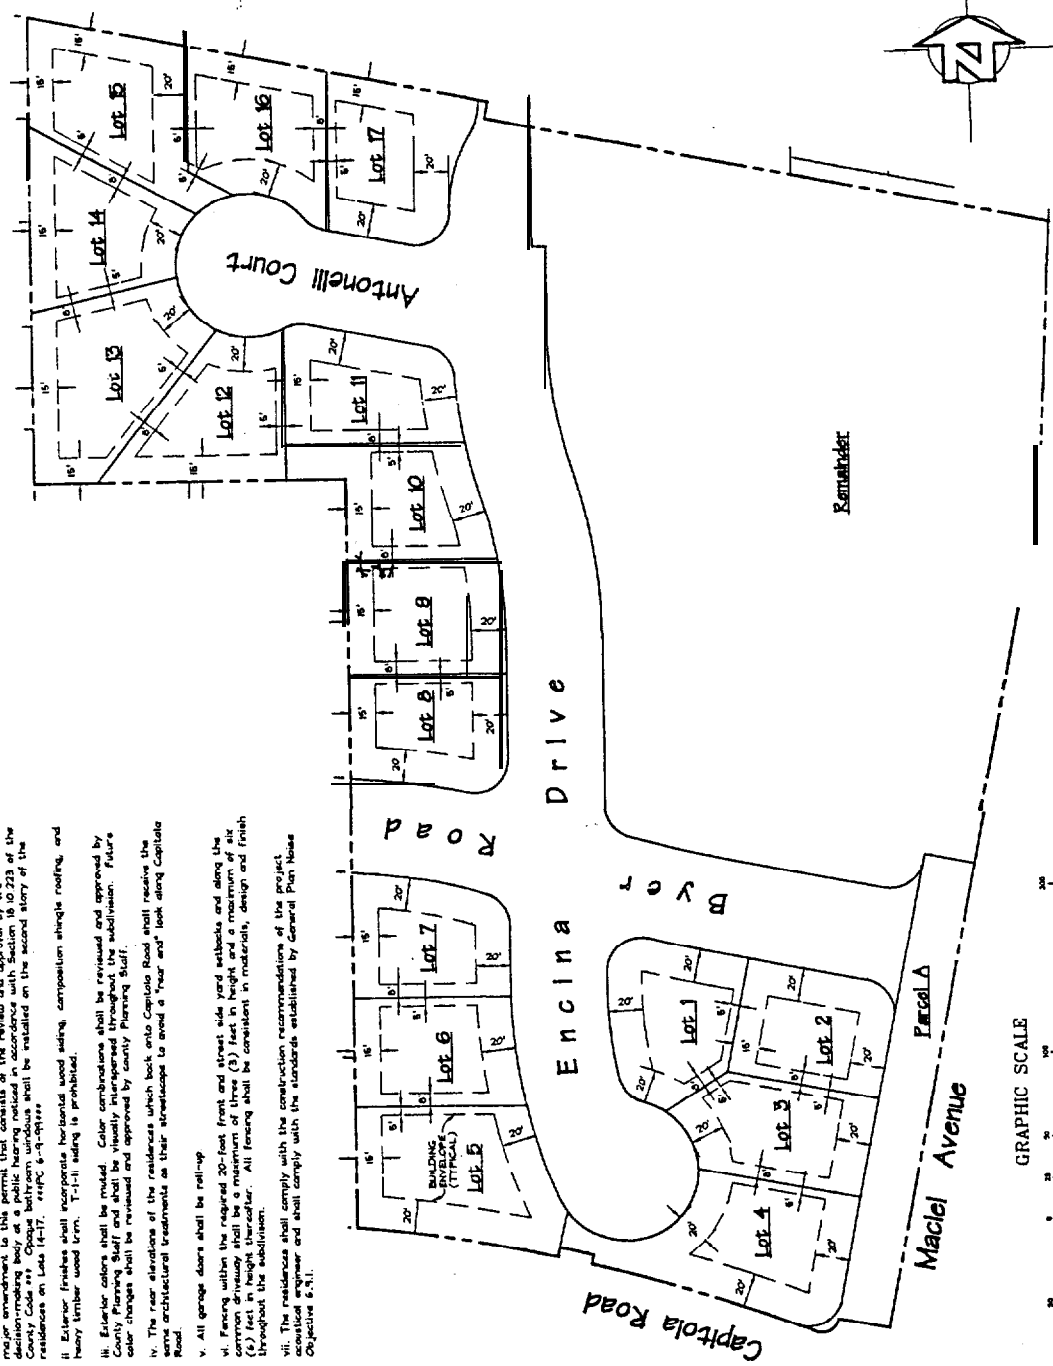 major amendment to this permit that consists of the review and approval by the
decision-making body at a public hearing noticed in accordance with Section 18.10.223 of the
County Code *** Opaque bathroom windows shall be installed on the second story of the
residences on Lots 14-17. ***PC 6-9-99***
ii Exterior finishes shall incorporate horizontal wood siding, composition shingle roofing, and
heavy timber wood trim. T-1-11 siding is prohibited.
iii. Exterior colors shall be muted. Color combinations shall be reviewed and approved by
County Planning Staff and shall be visually interspersed throughout the subdivision. Future
color changes shall be reviewed and approved by county Planning Staff.
iv. The rear elevations of the residences which back onto Capitola Road shall receive the
same architectural treatments as their streetscape to avoid a "rear end" look along Capitola
Road.
v. All garage doors shall be roll-up
vi. Fencing within the required 20-foot front and street side yard setbacks and along the
common driveway shall be a maximum of three (3) feet in height and a maximum of six
(6) feet in height thereafter. All fencing shall be consistent in materials, design and finish
throughout the subdivision.
vii. The residences shall comply with the construction recommendations of the project
acoustical engineer and shall comply with the standards established by General Plan Noise
Objective 6.9.1.
Lot 15
Lot 16
Lot 17
Lot 14
Antonelli Court
Lot 13
Lot 12
Lot 11
Lot 10
Lot 9
Lot 8
Remainder
Encina Drive
Byer Road
Lot 7
Lot 6
BUILDING
ENVELOPE
(TYPICAL)
Lot 5
Lot 1
Lot 2
Lot 3
Lot 4
Parcel A
Maciel Avenue
Capitola Road
GRAPHIC SCALE
N